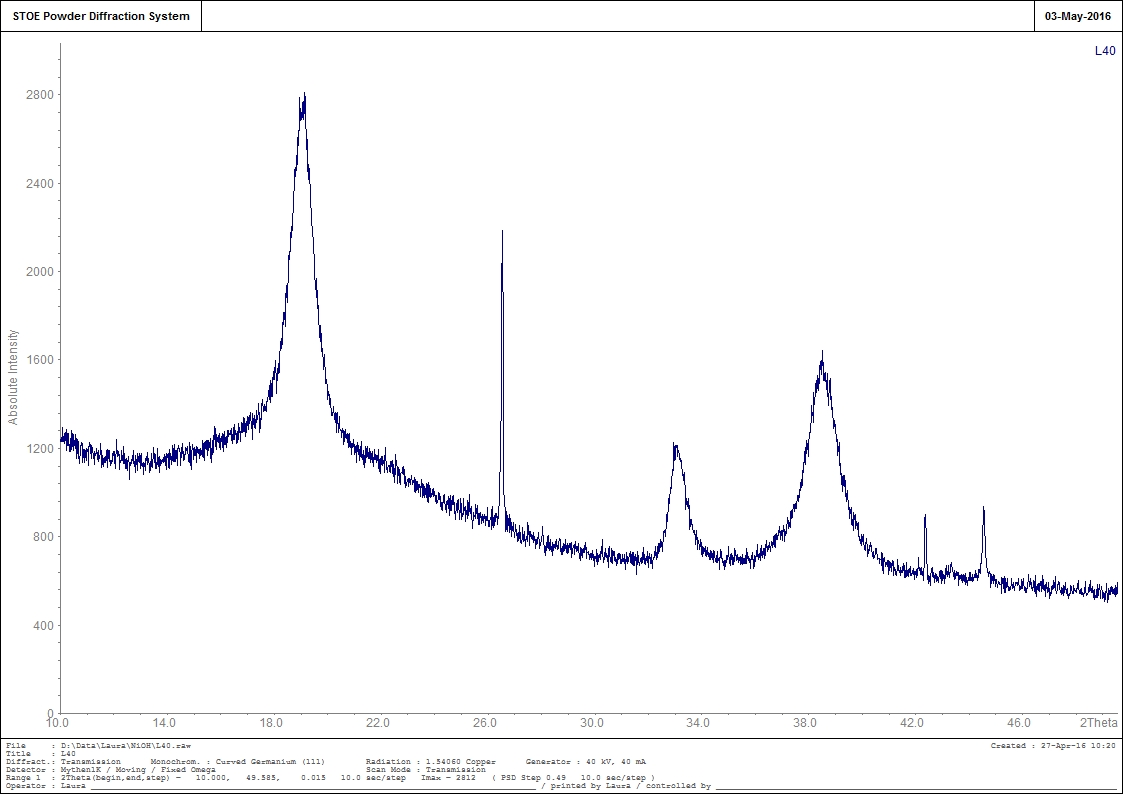 STOE Powder Diffraction System 03-May-2016
L40
2800
2400
2000
1600
1200
800
400
0
Absolute Intensity
10.0 14.0 18.0 22.0 26.0 30.0 34.0 38.0 42.0 46.0 2Theta
File : D:\Data\Laura\NiOH\L40.raw Created : 27-Apr-16 10:20
Title : L40
Diffract.: Transmission Monochrom. : Curved Germanium (111) Radiation : 1.54060 Copper Generator : 40 kV, 40 mA
Detector : Mythen1K / Moving / Fixed Omega Scan Mode : Transmission
Range 1 : 2Theta(begin,end,step) = 10.000, 49.585, 0.015 10.0 sec/step Imax = 2812 ( PSD Step 0.49 10.0 sec/step )
Operator : Laura / printed by Laura / controlled by